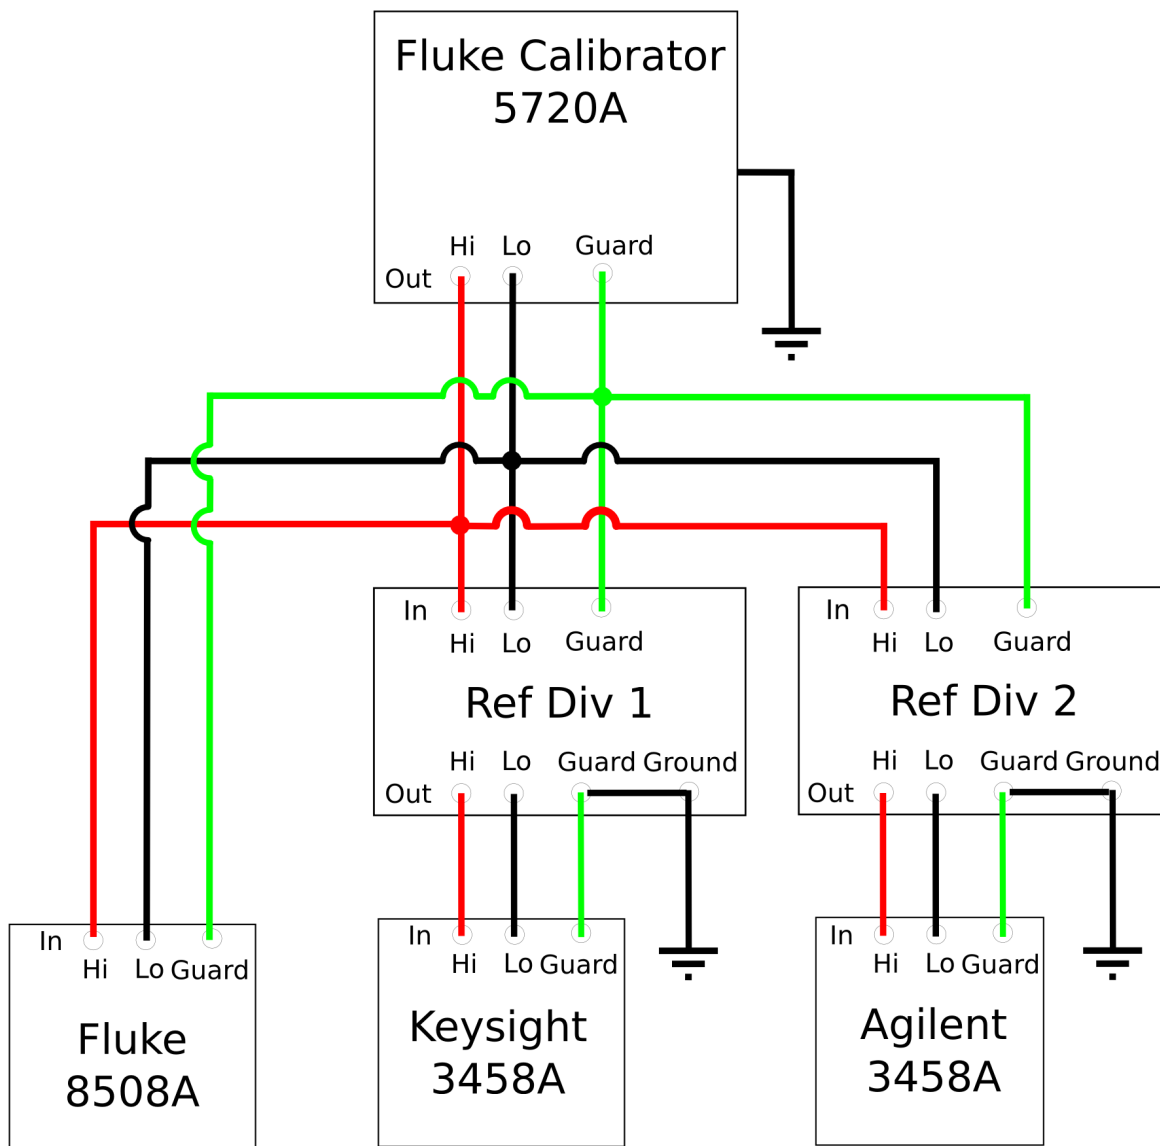 Fluke Calibrator
5720A
Hi Lo Guard
Out
In
Hi Lo Guard
Ref Div 1
Hi Lo Guard Ground
Out
In
Hi Lo Guard
Ref Div 2
Hi Lo Guard Ground
Out
In
Hi Lo Guard
Fluke
8508A
In
Hi Lo Guard
Keysight
3458A
In
Hi Lo Guard
Agilent
3458A